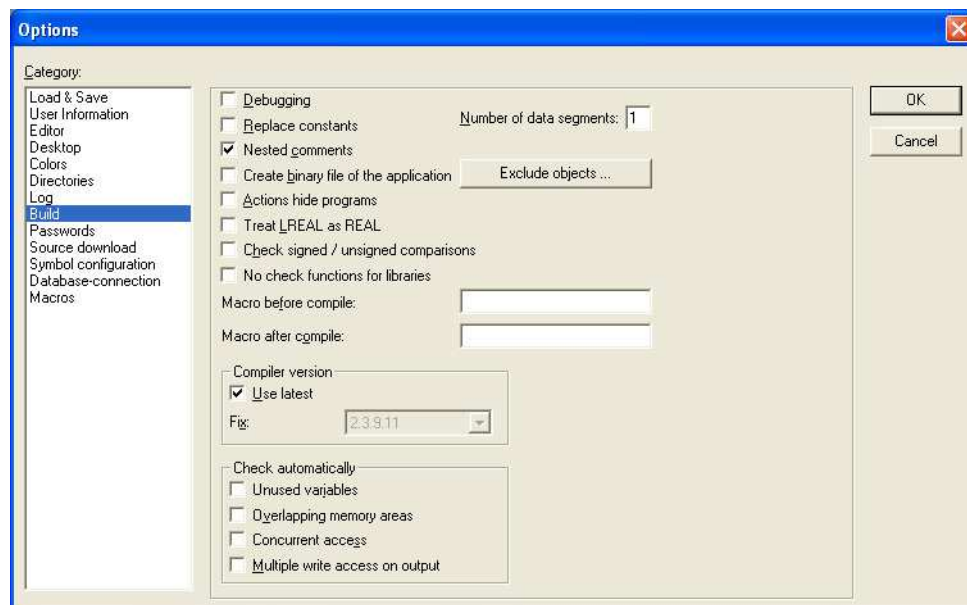 Options
Category:
Load & Save
User Information
Editor
Desktop
Colors
Directories
Log
Build
Passwords
Source download
Symbol configuration
Database-connection
Macros
Debugging
Replace constants
Nested comments
Create binary file of the application
Actions hide programs
Treat LREAL as REAL
Check signed / unsigned comparisons
No check functions for libraries
Number of data segments: 1
Exclude objects ...
Macro before compile:
Macro after compile:
Compiler version
Use latest
Fix: 2.3.9.11
Check automatically
Unused variables
Overlapping memory areas
Concurrent access
Multiple write access on output
OK
Cancel